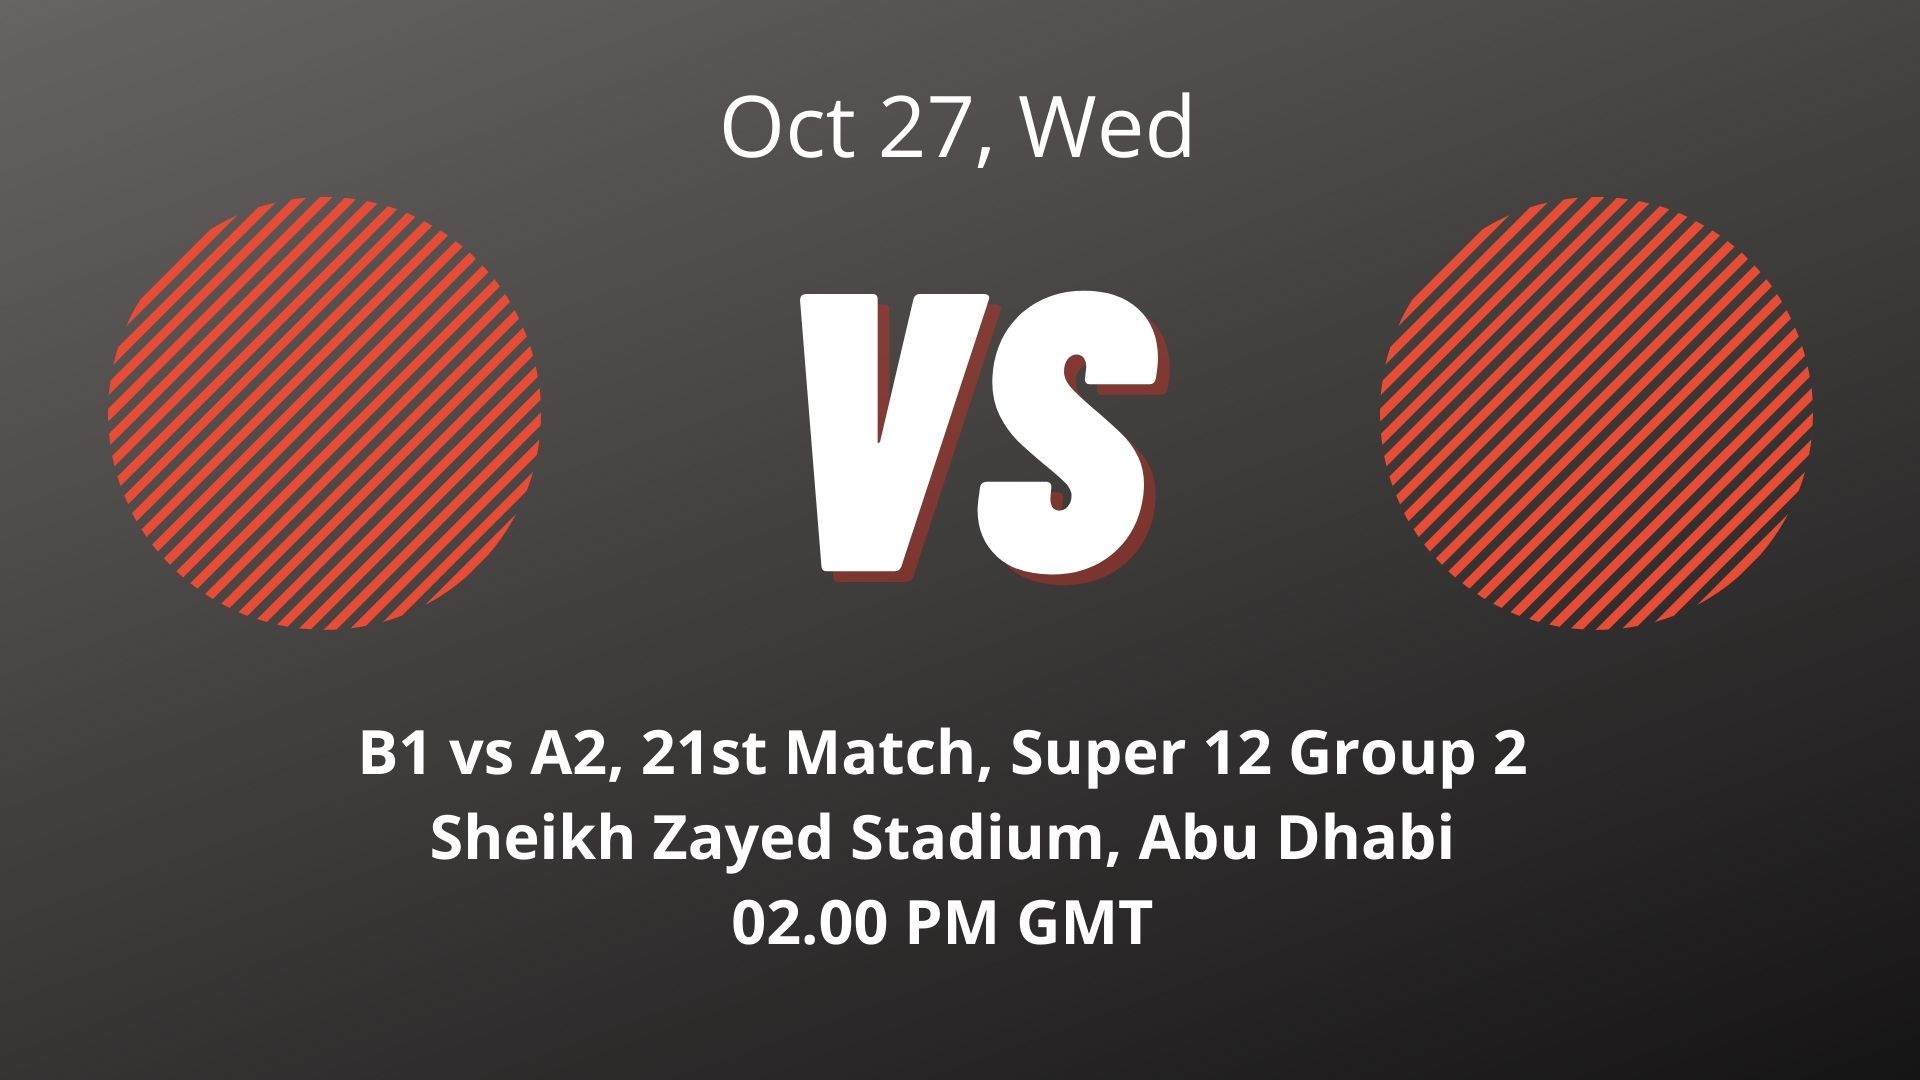 Oct 27, Wed
VS
B1 vs A2, 21st Match, Super 12 Group 2
Sheikh Zayed Stadium, Abu Dhabi
02.00 PM GMT